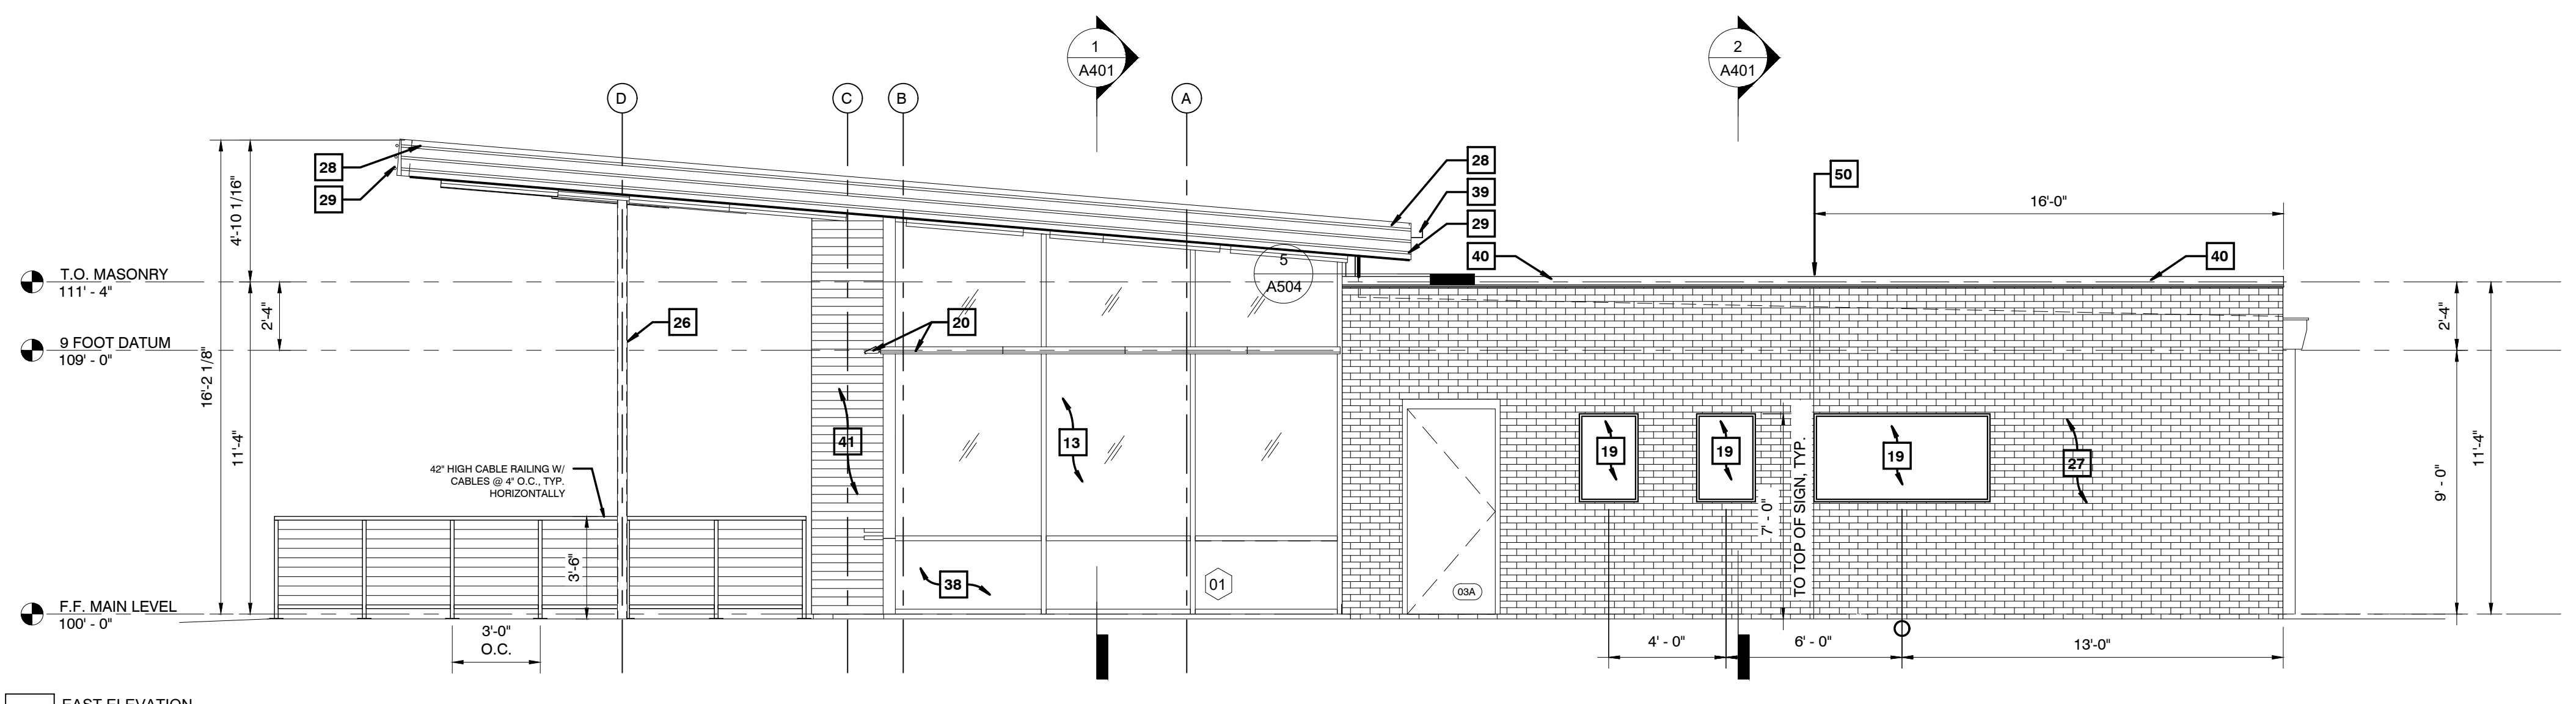 1
A401
2
A401
D
C
B
A
28
29
28
39
29
50
16'-0"
4'-10 1/16"
40
40
5
A504
T.O. MASONRY
111' - 4"
2'-4"
2'-4"
26
20
9 FOOT DATUM
109' - 0"
16'-2 1/8"
11'-4"
11'-4"
9' - 0"
41
13
19
19
19
27
42" HIGH CABLE RAILING W/
CABLES @ 4" O.C., TYP.
HORIZONTALLY
7' - 0"
TO TOP OF SIGN, TYP.
3'-6"
38
01
03A
F.F. MAIN LEVEL
100' - 0"
3'-0"
O.C.
4' - 0"
6' - 0"
13'-0"
EAST ELEVATION